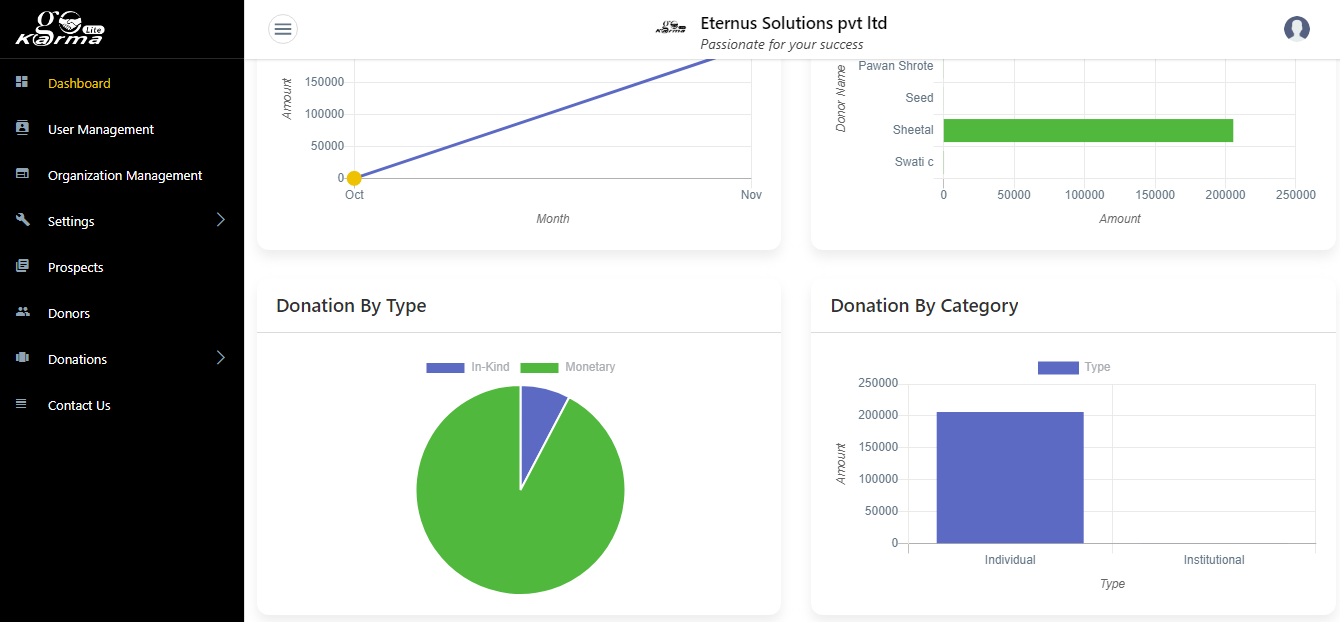 go
Karma
Lite
Dashboard
User Management
Organization Management
Settings
Prospects
Donors
Donations
Contact Us
go
Karma
Eternus Solutions pvt ltd
Passionate for your success
Amount
150000
100000
50000
0
Oct
Nov
Month
Donor Name
Pawan Shrote
Seed
Sheetal
Swati c
0
50000
100000
150000
200000
250000
Amount
Donation By Type
In-Kind
Monetary
Donation By Category
Type
250000
200000
150000
100000
50000
0
Amount
Individual
Institutional
Type